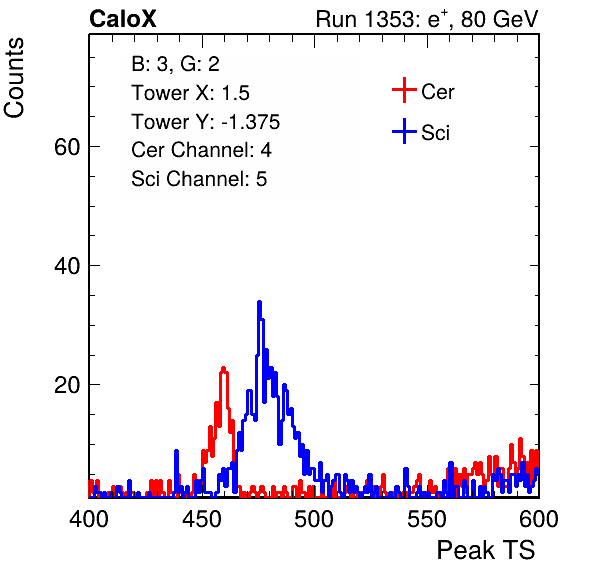 CaloX
Run 1353: e+, 80 GeV
Counts
B: 3, G: 2
Tower X: 1.5
Tower Y: -1.375
Cer Channel: 4
Sci Channel: 5
Cer
Sci
60
40
20
400 450 500 550 600
Peak TS